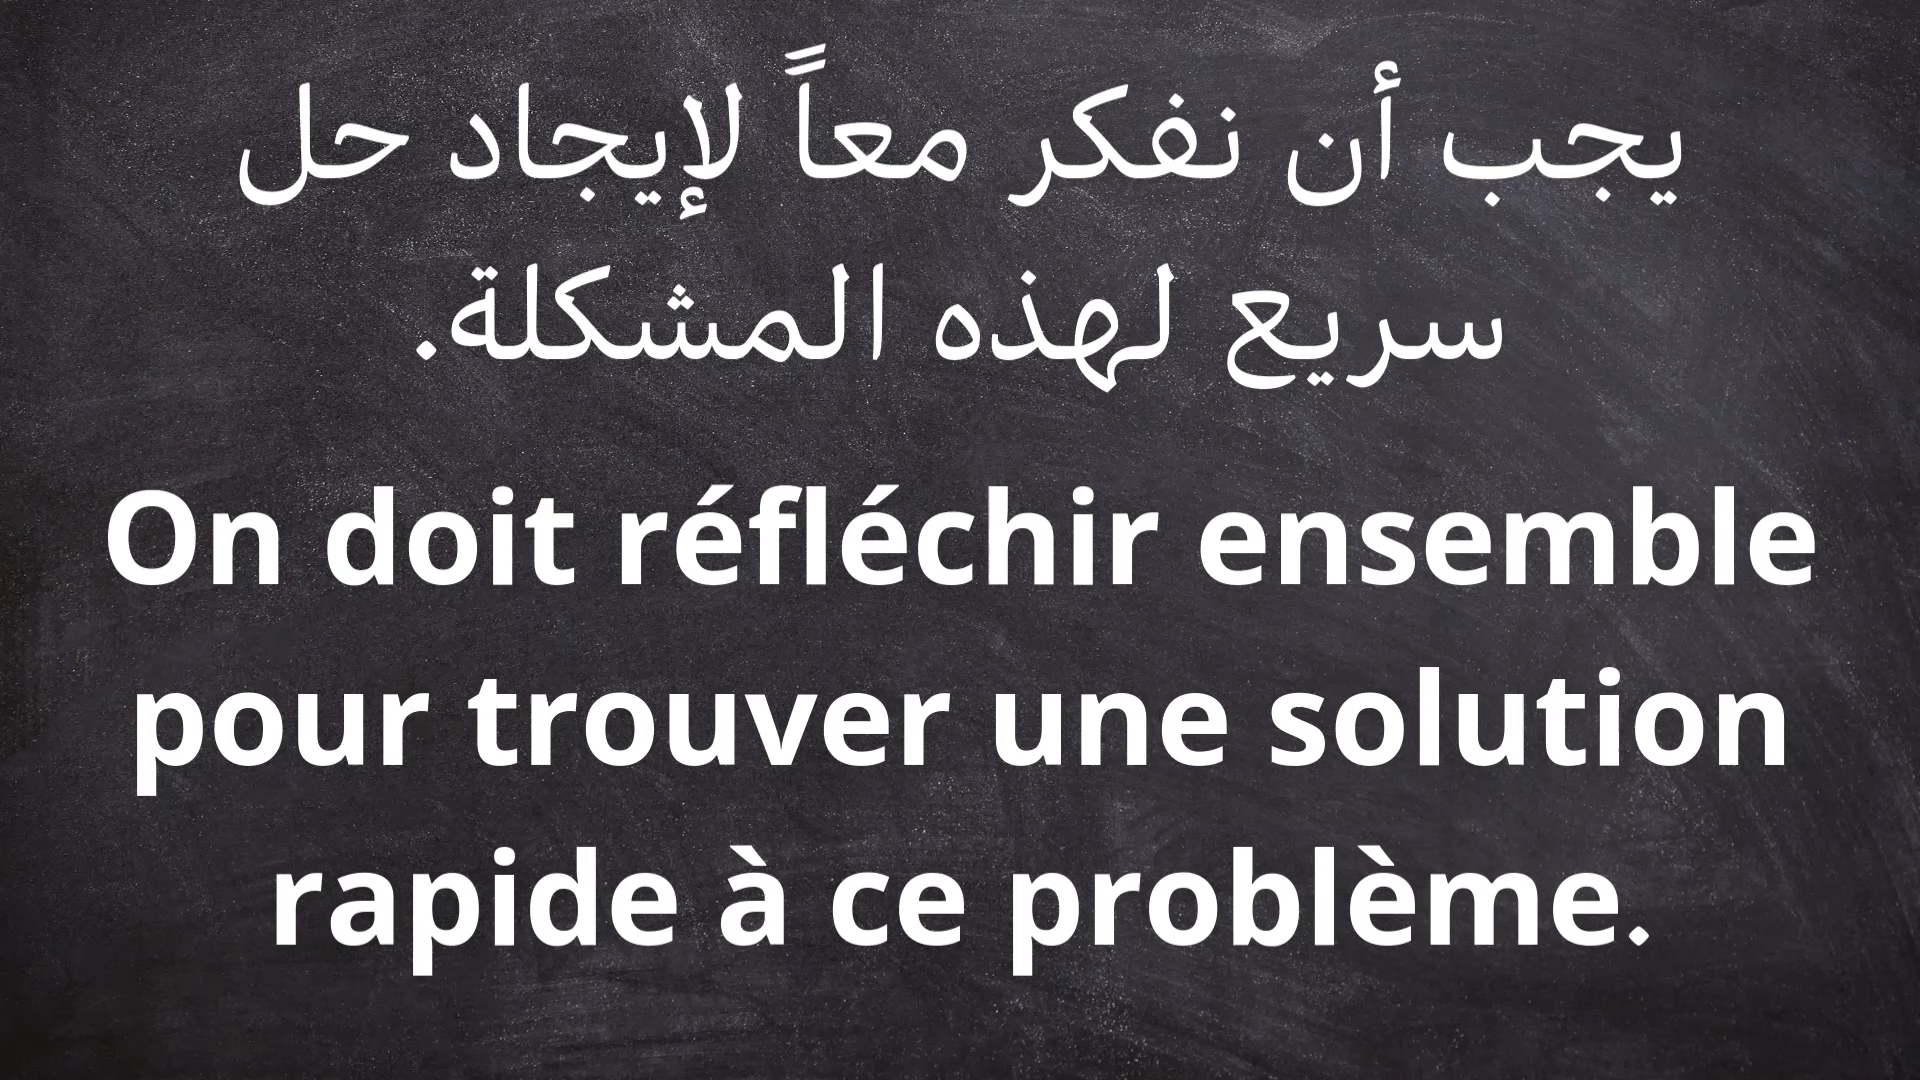 يجب أن نفكر معاً لإيجاد حل
سريع لهذه المشكلة.
On doit réfléchir ensemble
pour trouver une solution
rapide à ce problème.